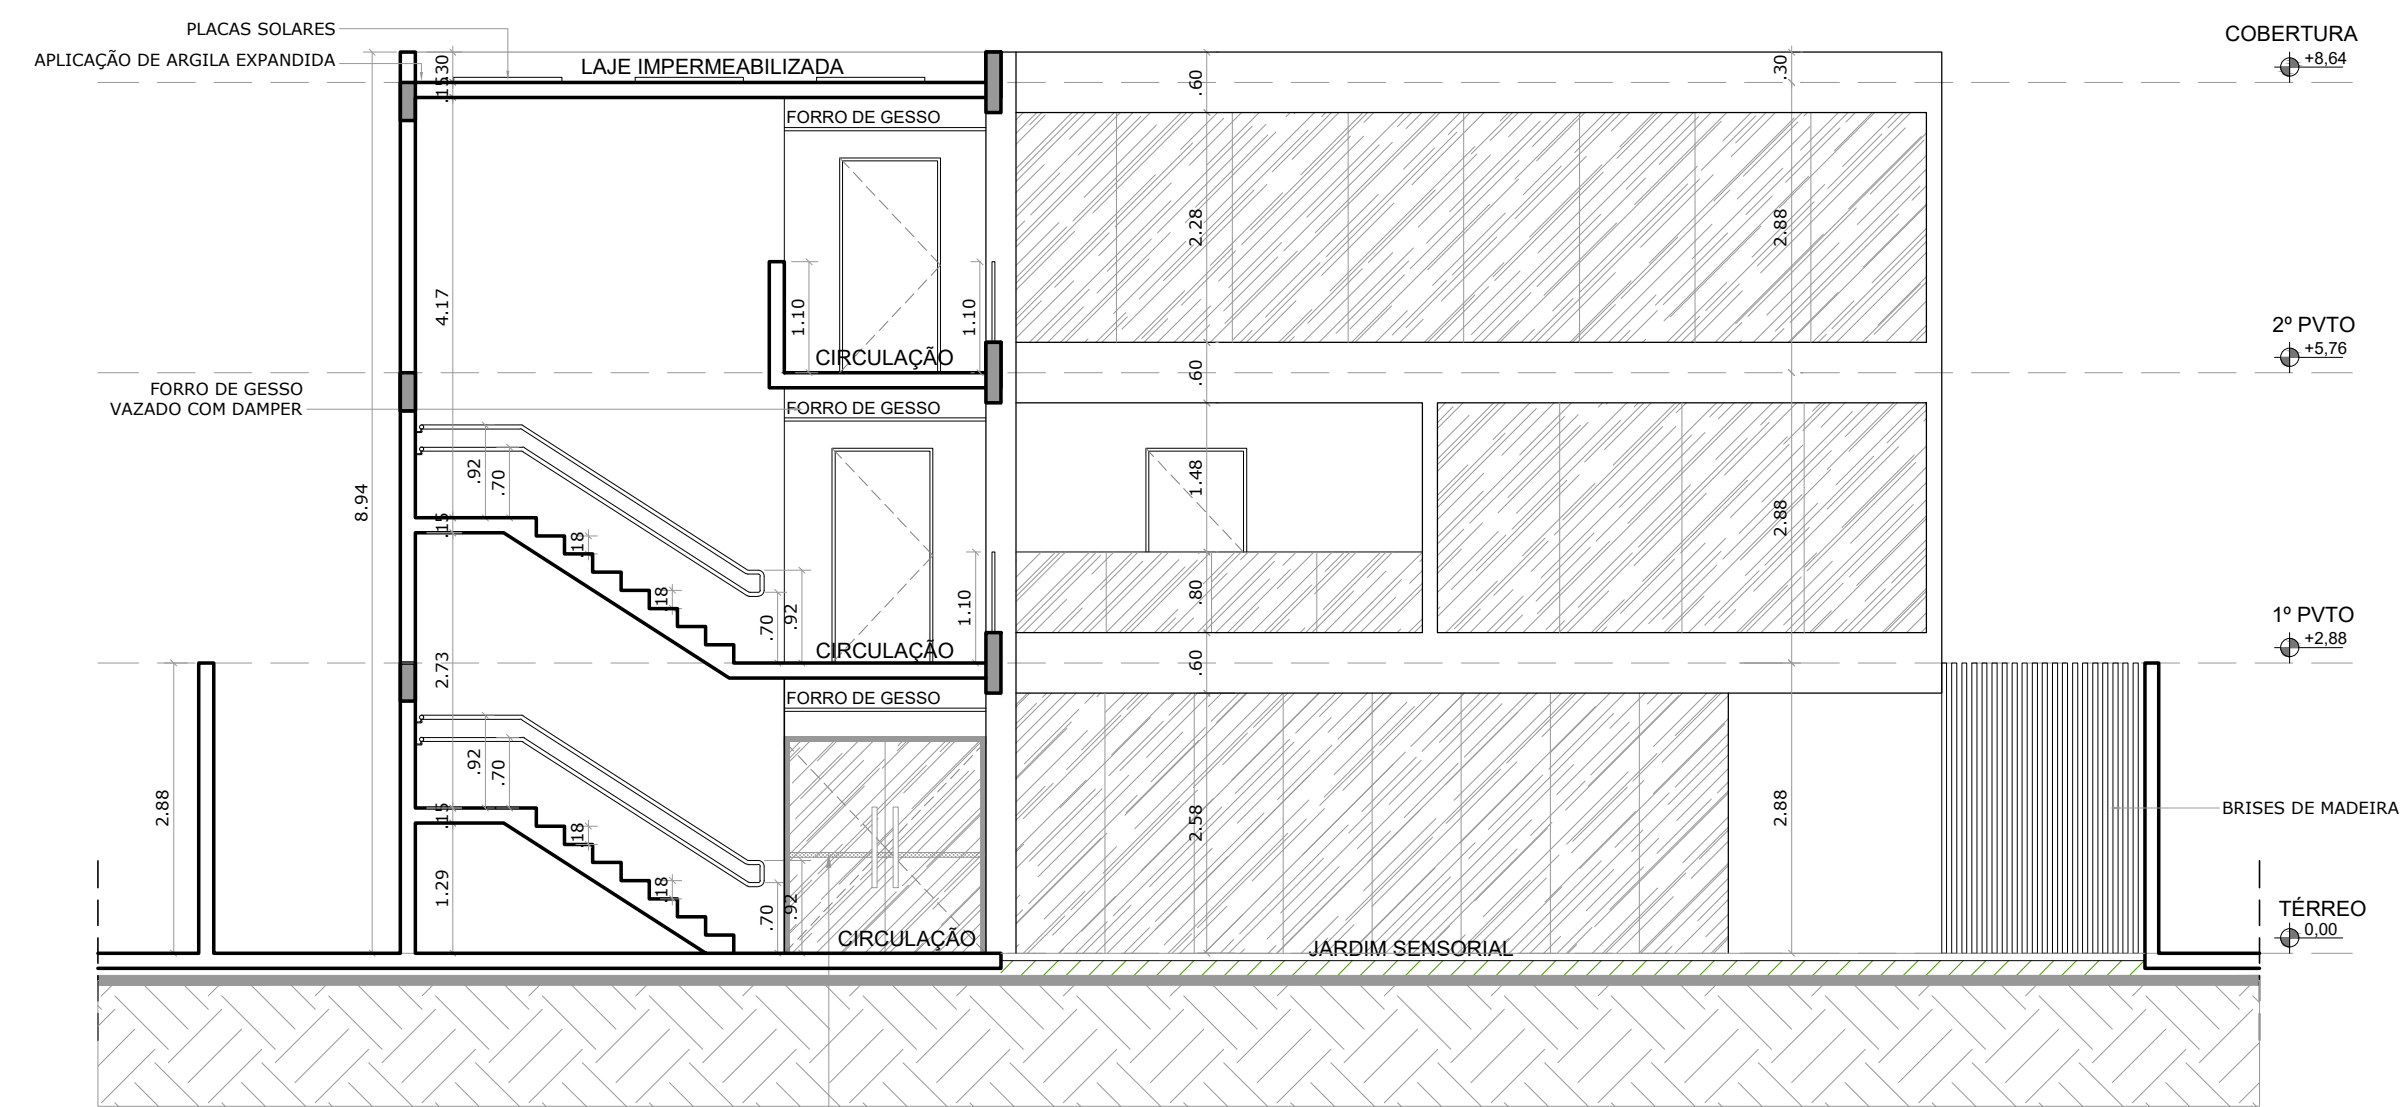 PLACAS SOLARES
APLICAÇÃO DE ARGILA EXPANDIDA
LAJE IMPERMEABILIZADA
COBERTURA
+8,64
.30
.15
.60
.30
FORRO DE GESSO
2.28
2.88
4.17
1.10
1.10
CIRCULAÇÃO
2º PVTO
+5,76
.60
FORRO DE GESSO
VAZADO COM DAMPER
FORRO DE GESSO
8.94
.92
.70
1.48
2.88
.15
.18
.18
.80
1.10
.70
.92
CIRCULAÇÃO
1º PVTO
+2,88
2.73
.60
FORRO DE GESSO
.92
.70
2.88
.15
.18
2.58
2.88
BRISES DE MADEIRA
1.29
.18
.70
.92
CIRCULAÇÃO
JARDIM SENSORIAL
TÉRREO
0,00